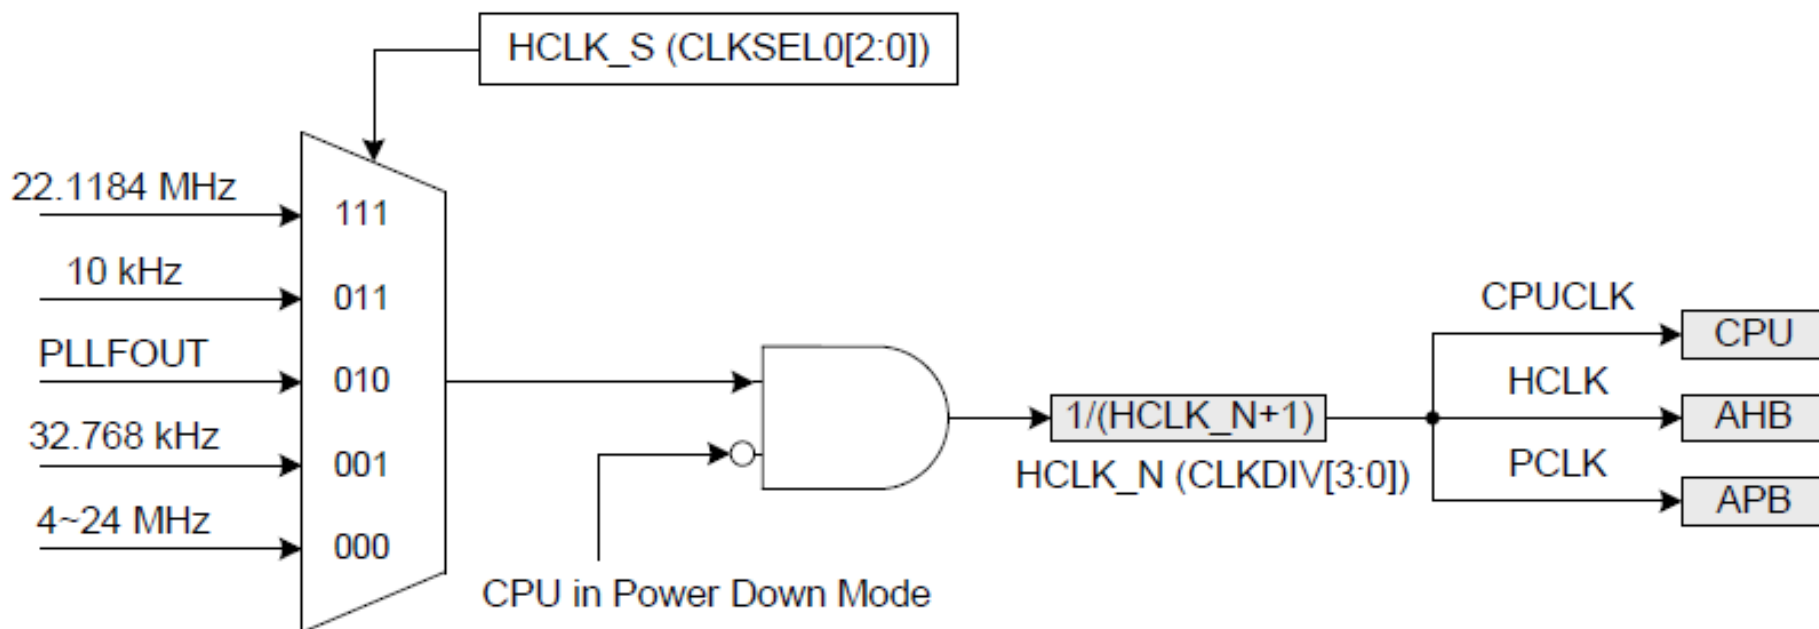 HCLK_S (CLKSEL0[2:0])
22.1184 MHz
111
10 kHz
011
PLLFOUT
010
32.768 kHz
001
4~24 MHz
000
CPU in Power Down Mode
1/(HCLK_N+1)
HCLK_N (CLKDIV[3:0])
CPUCLK
CPU
HCLK
AHB
PCLK
APB